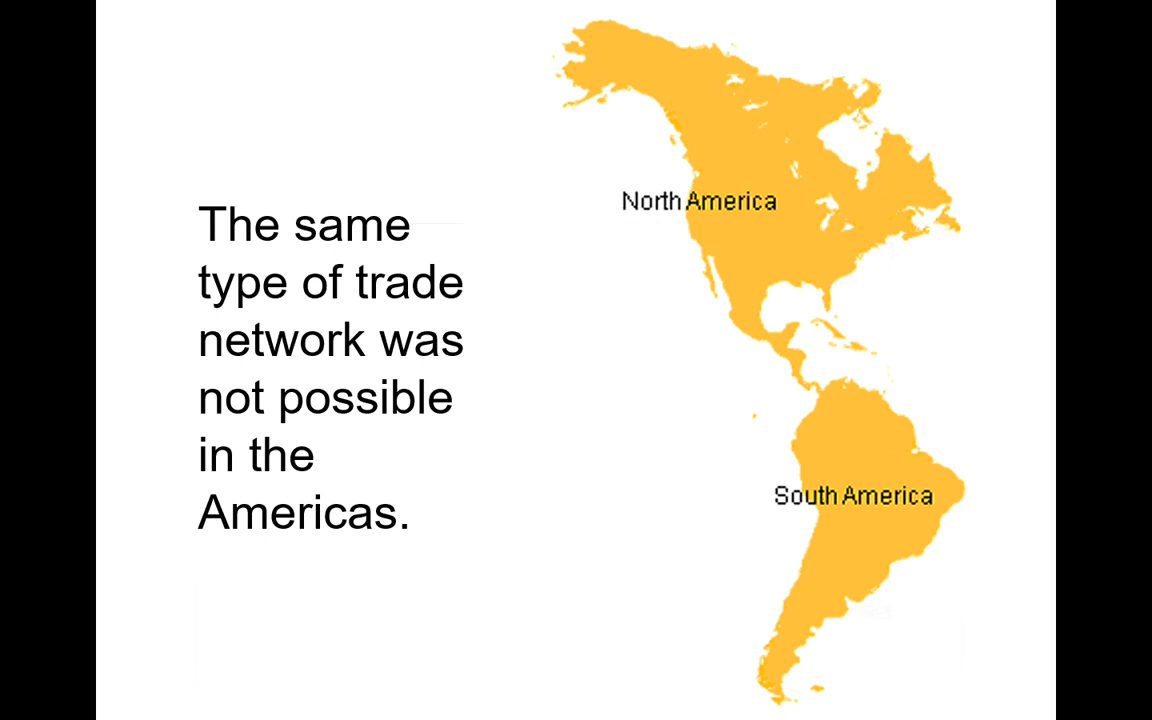 The same
type of trade
network was
not possible
in the
Americas.
North America
South America